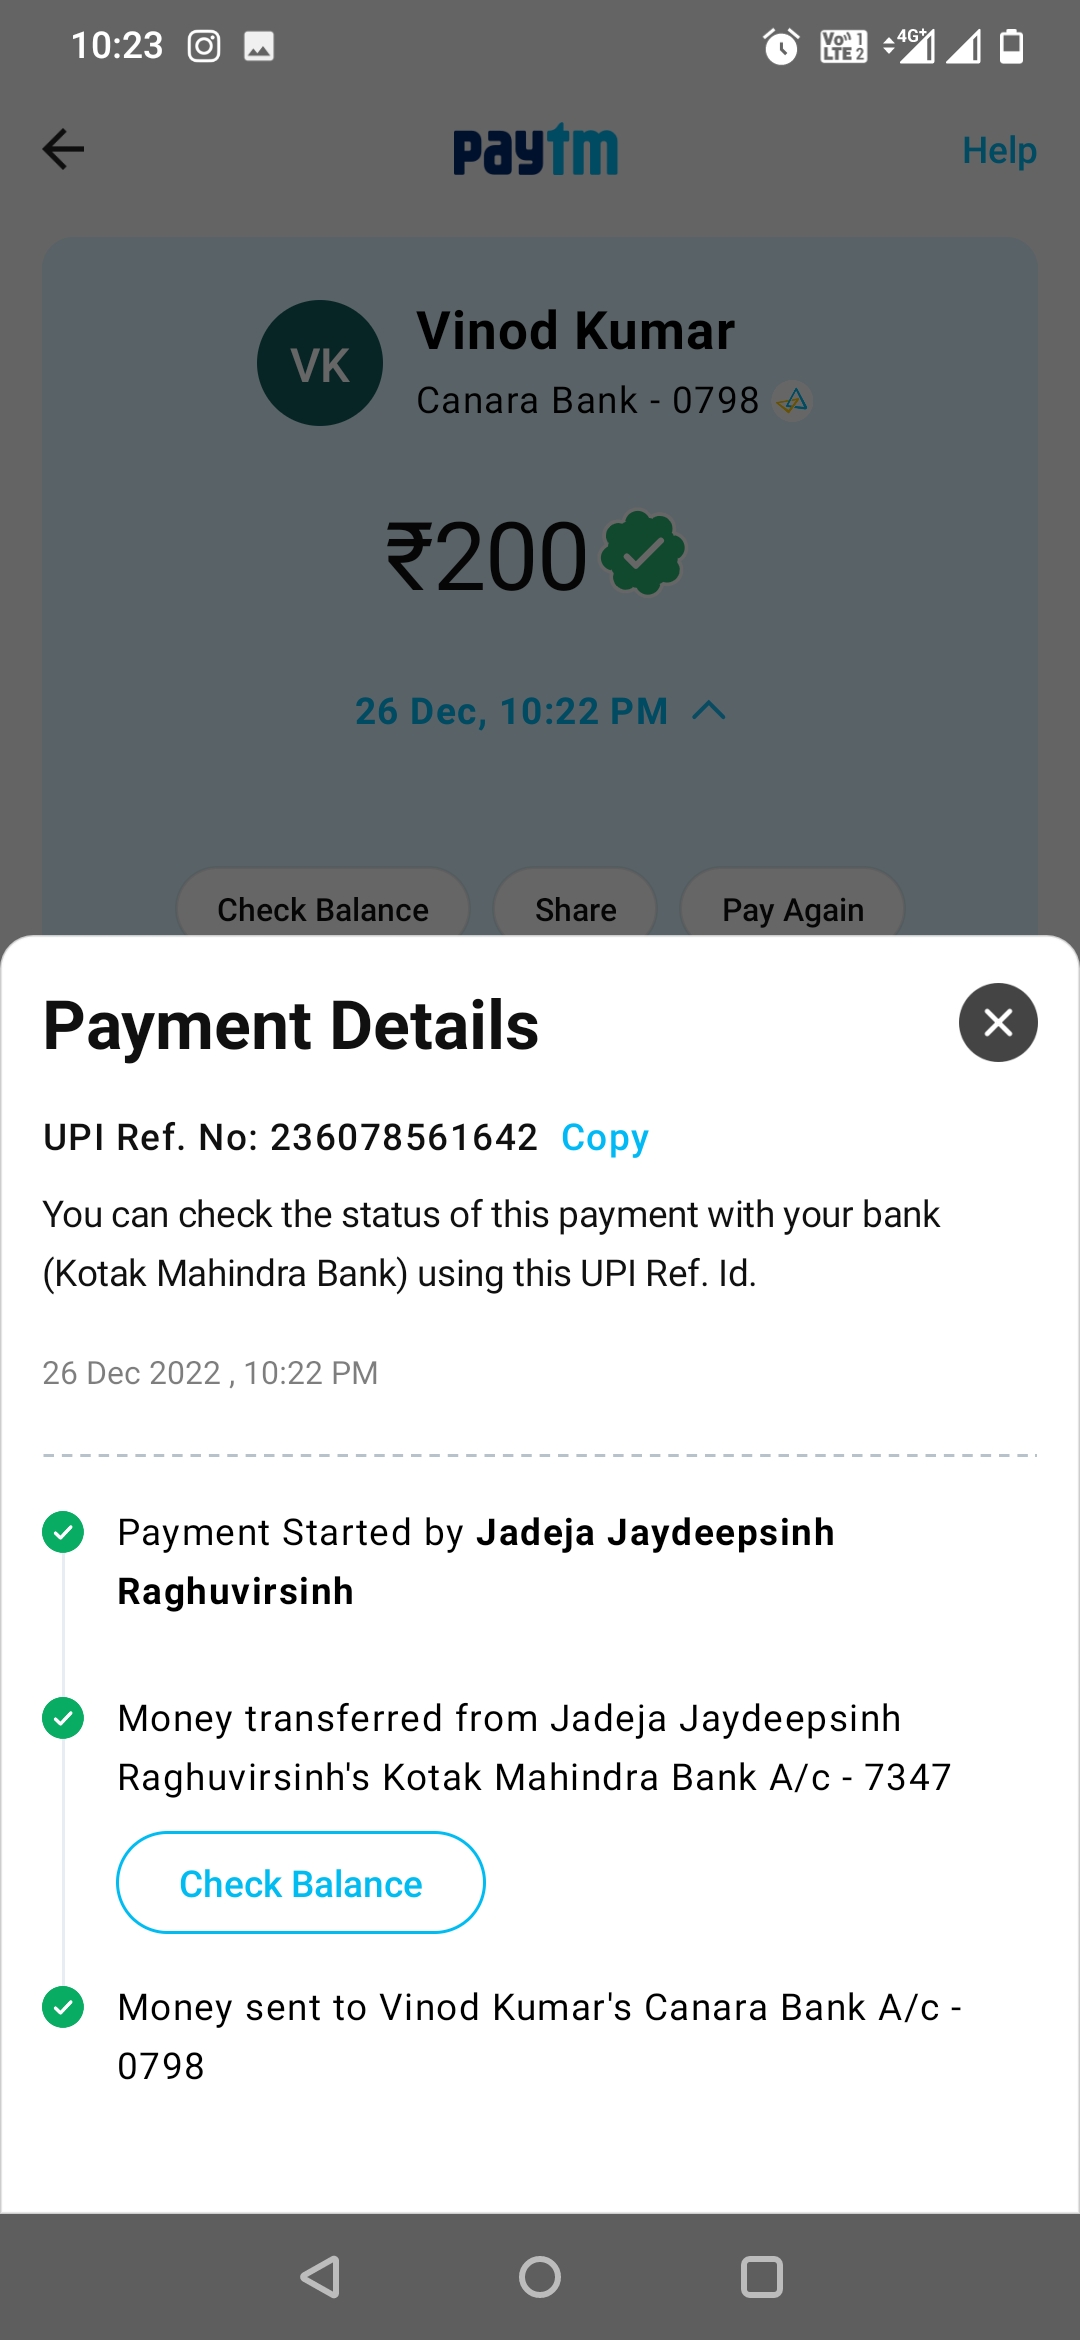 10:23
Vo)) 1
LTE 2
4G+
paytm
Help
VK
Vinod Kumar
Canara Bank - 0798
₹200
26 Dec, 10:22 PM
Check Balance
Share
Pay Again
Payment Details
UPI Ref. No: 236078561642 Copy
You can check the status of this payment with your bank
(Kotak Mahindra Bank) using this UPI Ref. Id.
26 Dec 2022 , 10:22 PM
Payment Started by Jadeja Jaydeepsinh
Raghuvirsinh
Money transferred from Jadeja Jaydeepsinh
Raghuvirsinh's Kotak Mahindra Bank A/c - 7347
Check Balance
Money sent to Vinod Kumar's Canara Bank A/c -
0798